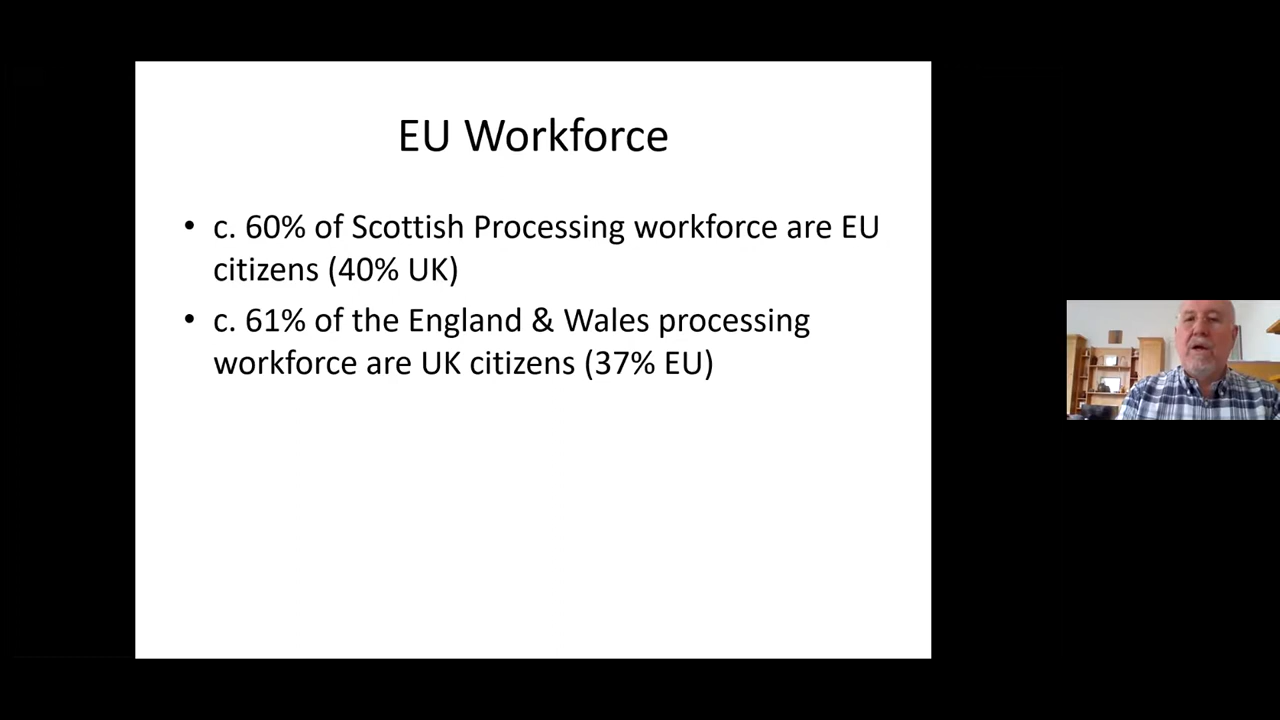 EU Workforce
• c. 60% of Scottish Processing workforce are EU
citizens (40% UK)
• c. 61% of the England & Wales processing
workforce are UK citizens (37% EU)